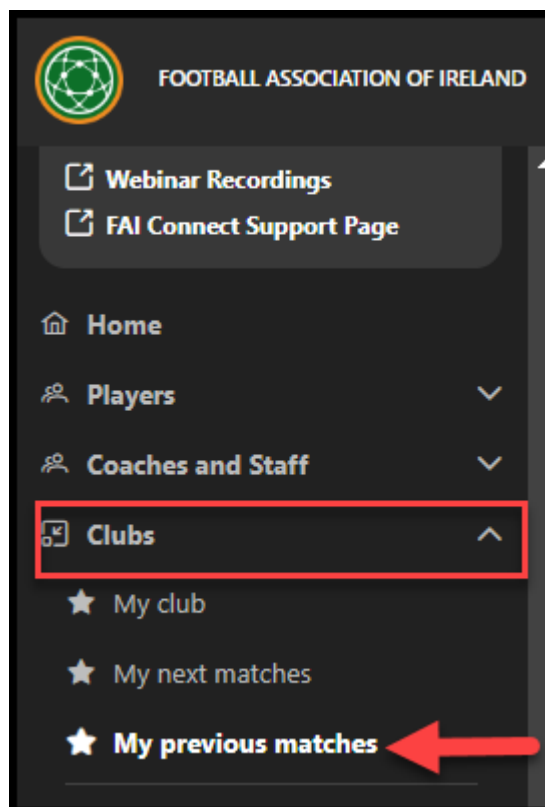 FOOTBALL ASSOCIATION OF IRELAND
Webinar Recordings
FAI Connect Support Page
Home
Players
Coaches and Staff
Clubs
My club
My next matches
My previous matches